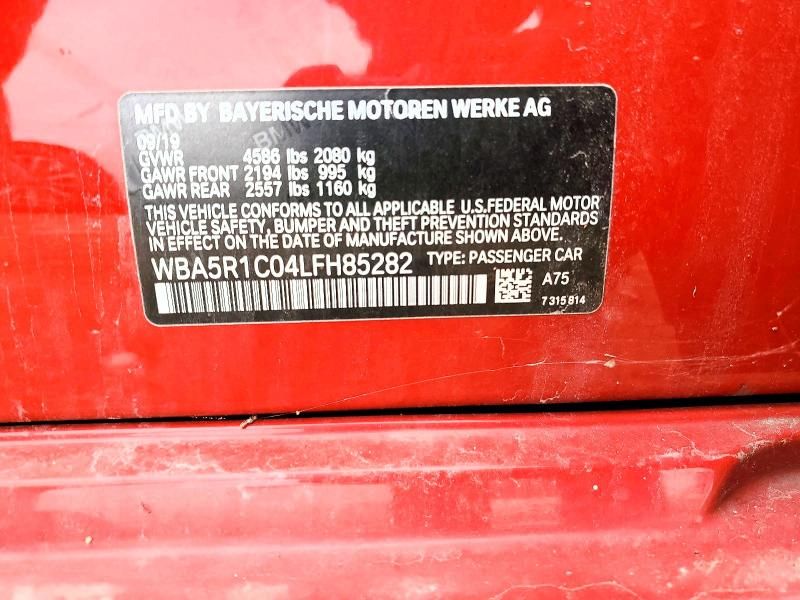 MFD BY BAYERISCHE MOTOREN WERKE AG
09/19
BMW
GVWR 4586 lbs 2080 kg
GAWR FRONT 2194 lbs 995 kg
GAWR REAR 2557 lbs 1160 kg
THIS VEHICLE CONFORMS TO ALL APPLICABLE U.S.FEDERAL MOTOR
VEHICLE SAFETY, BUMPER AND THEFT PREVENTION STANDARDS
IN EFFECT ON THE DATE OF MANUFACTURE SHOWN ABOVE.
WBA5R1C04LFH85282 TYPE: PASSENGER CAR
A75
7 315 814